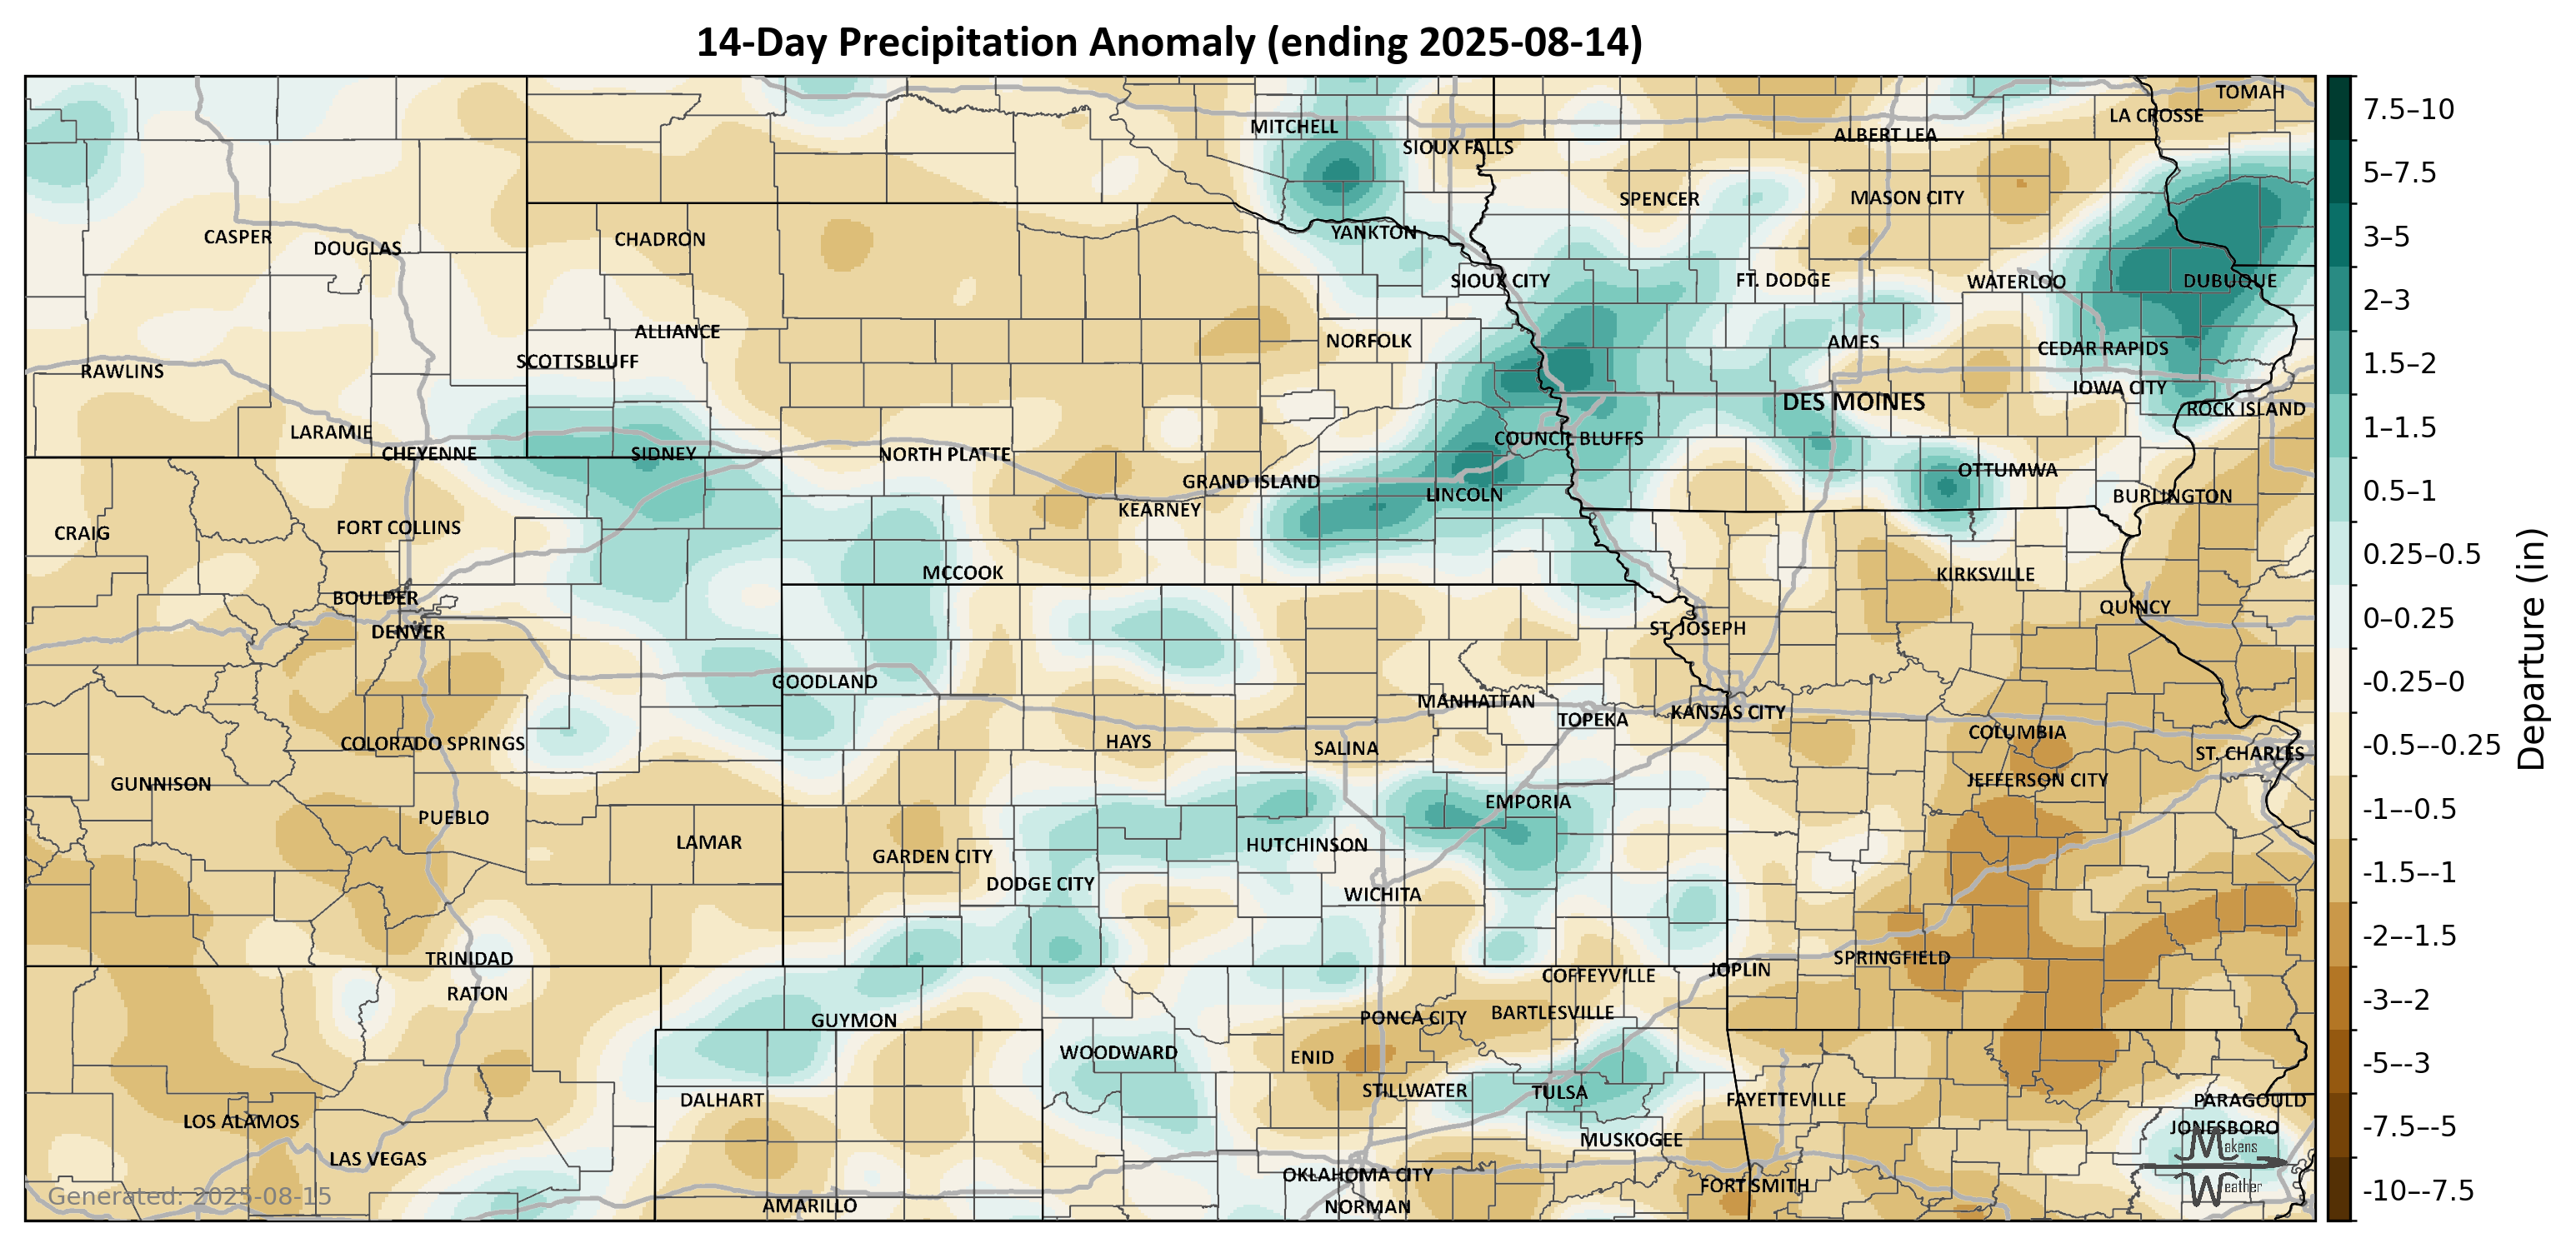 14-Day Precipitation Anomaly (ending 2025-08-14)
TOMAH
LA CROSSE
MITCHELL
ALBERT LEA
SIOUX FALLS
SPENCER
MASON CITY
YANKTON
CASPER
CHADRON
DOUGLAS
SIOUX CITY
FT. DODGE
WATERLOO
DUBUQUE
ALLIANCE
NORFOLK
AMES
CEDAR RAPIDS
SCOTTSBLUFF
RAWLINS
IOWA CITY
DES MOINES
ROCK ISLAND
LARAMIE
COUNCIL BLUFFS
CHEYENNE
SIDNEY
NORTH PLATTE
OTTUMWA
GRAND ISLAND
LINCOLN
BURLINGTON
KEARNEY
CRAIG
FORT COLLINS
MCCOOK
KIRKSVILLE
BOULDER
QUINCY
DENVER
ST. JOSEPH
GOODLAND
MANHATTAN
KANSAS CITY
TOPEKA
COLUMBIA
COLORADO SPRINGS
HAYS
SALINA
ST. CHARLES
GUNNISON
JEFFERSON CITY
EMPORIA
PUEBLO
LAMAR
HUTCHINSON
GARDEN CITY
DODGE CITY
WICHITA
TRINIDAD
SPRINGFIELD
JOPLIN
COFFEYVILLE
RATON
BARTLESVILLE
PONCA CITY
GUYMON
WOODWARD
ENID
STILLWATER
TULSA
DALHART
FAYETTEVILLE
PARAGOULD
LOS ALAMOS
JONESBORO
MUSKOGEE
LAS VEGAS
OKLAHOMA CITY
FORT SMITH
AMARILLO
NORMAN
Generated: 2025-08-15
Makens
Weather
7.5–10
5–7.5
3–5
2–3
1.5–2
1–1.5
0.5–1
0.25–0.5
0–0.25
-0.25–0
-0.5–-0.25
-1–-0.5
-1.5–-1
-2–-1.5
-3–-2
-5–-3
-7.5–-5
-10–-7.5
Departure (in)